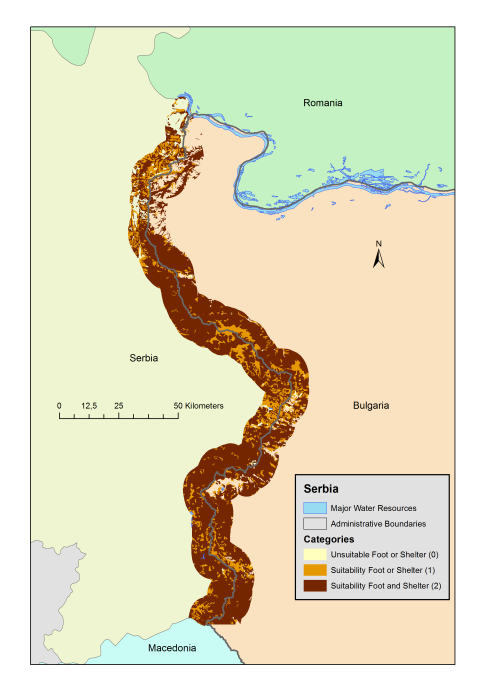 Romania
N
Serbia
0 12,5 25 50 Kilometers
Bulgaria
Serbia
Major Water Resources
Administrative Boundaries
Categories
Unsuitable Foot or Shelter (0)
Suitability Foot or Shelter (1)
Suitability Foot and Shelter (2)
Macedonia